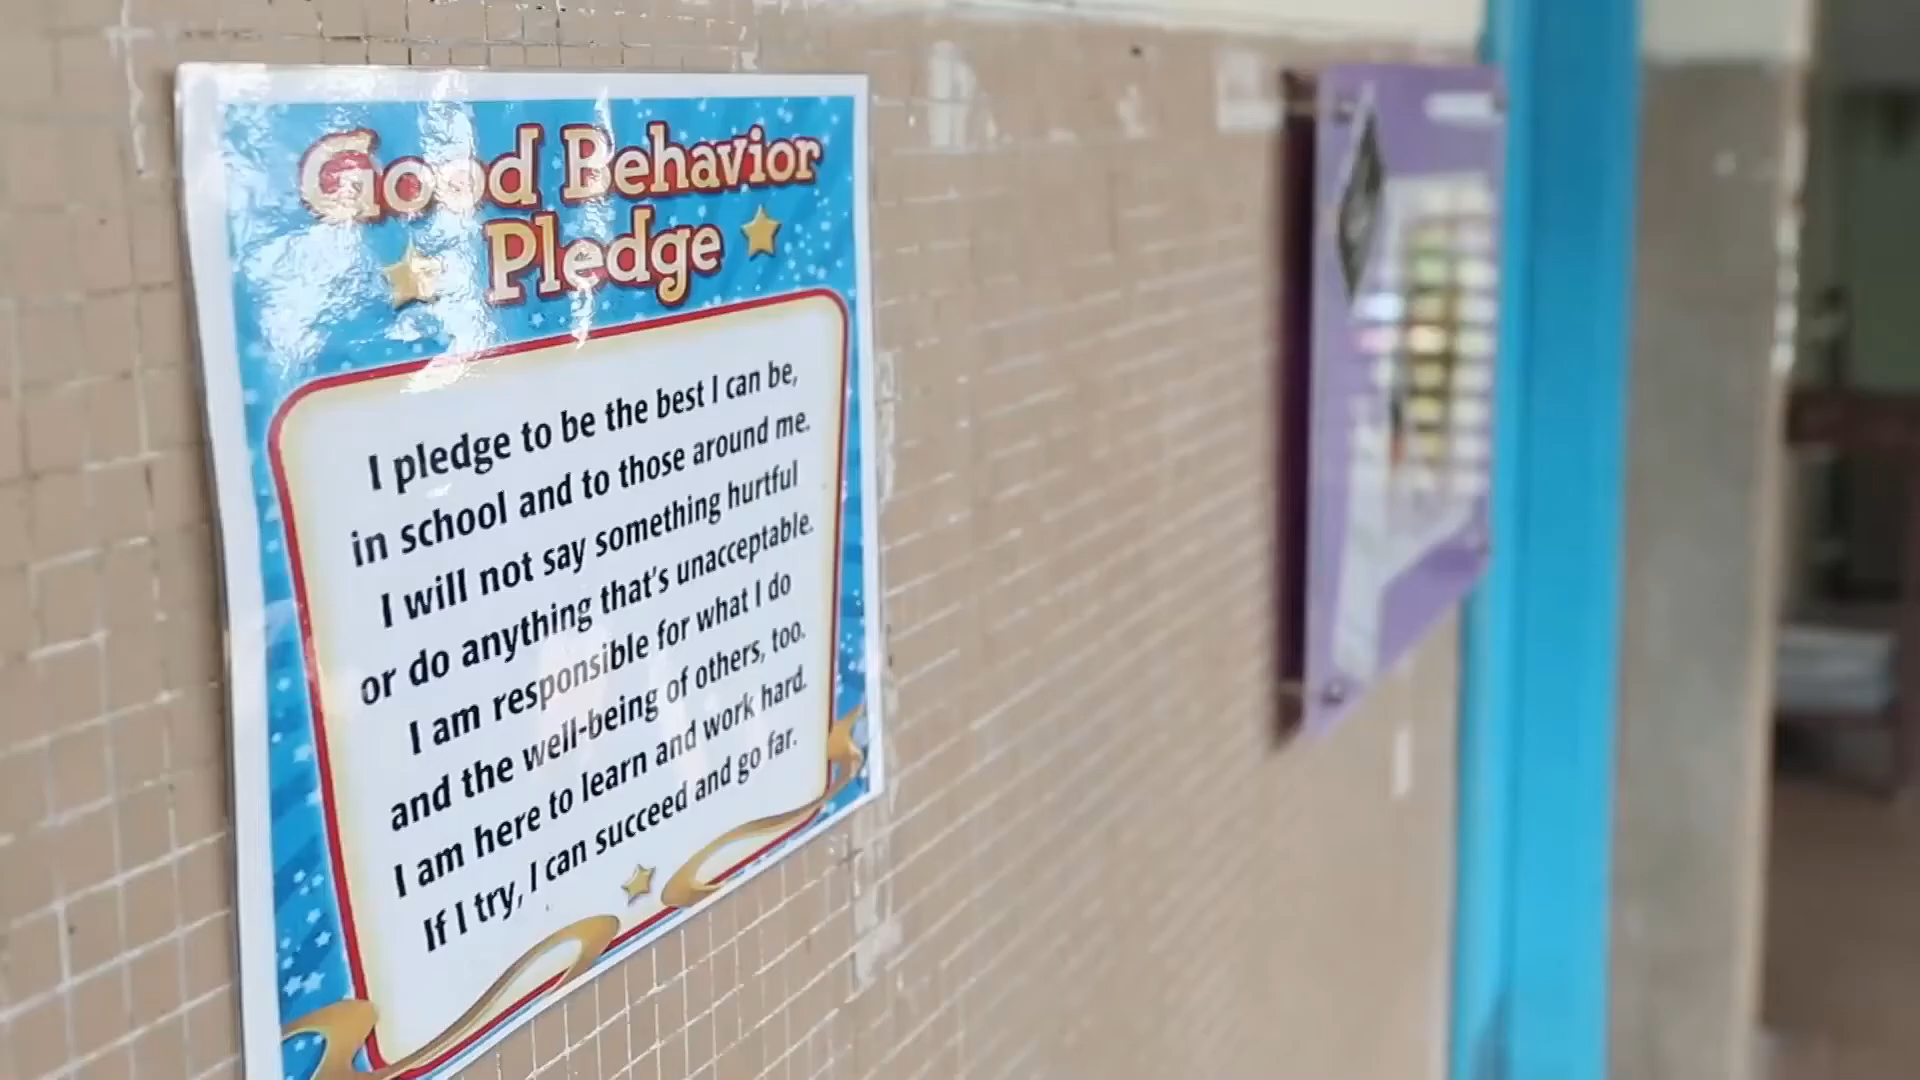 Good Behavior
Pledge
I pledge to be the best I can be,
in school and to those around me.
I will not say something hurtful
or do anything that's unacceptable.
I am responsible for what I do
and the well-being of others, too.
I am here to learn and work hard.
If I try, I can succeed and go far.